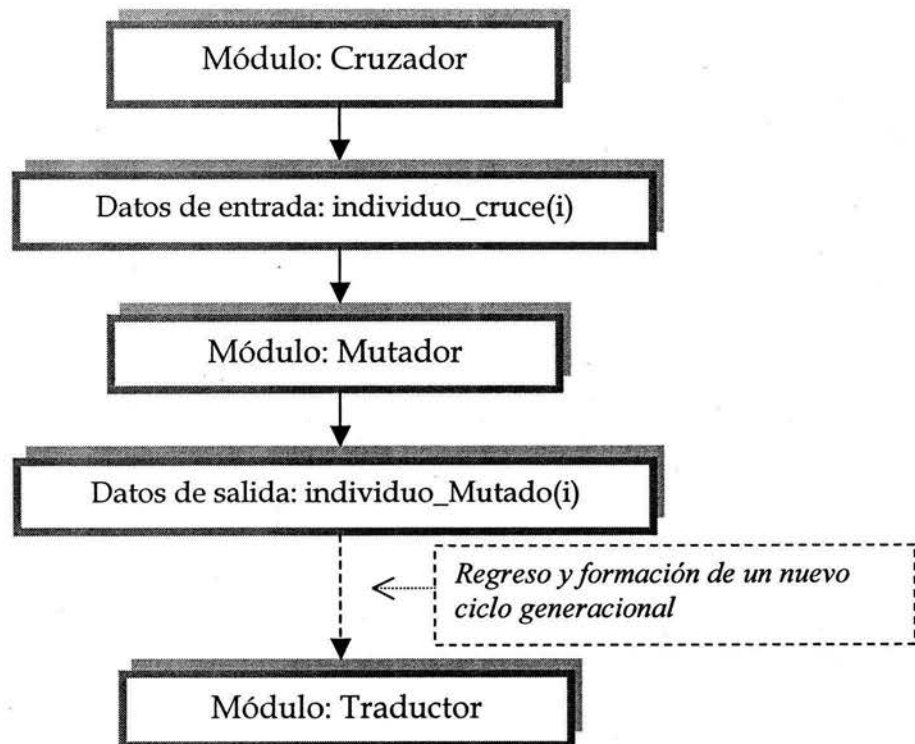 Módulo: Cruzador
Datos de entrada: individuo_cruce(i)
Módulo: Mutador
Datos de salida: individuo_Mutado(i)
Regreso y formación de un nuevo
ciclo generacional
Módulo: Traductor